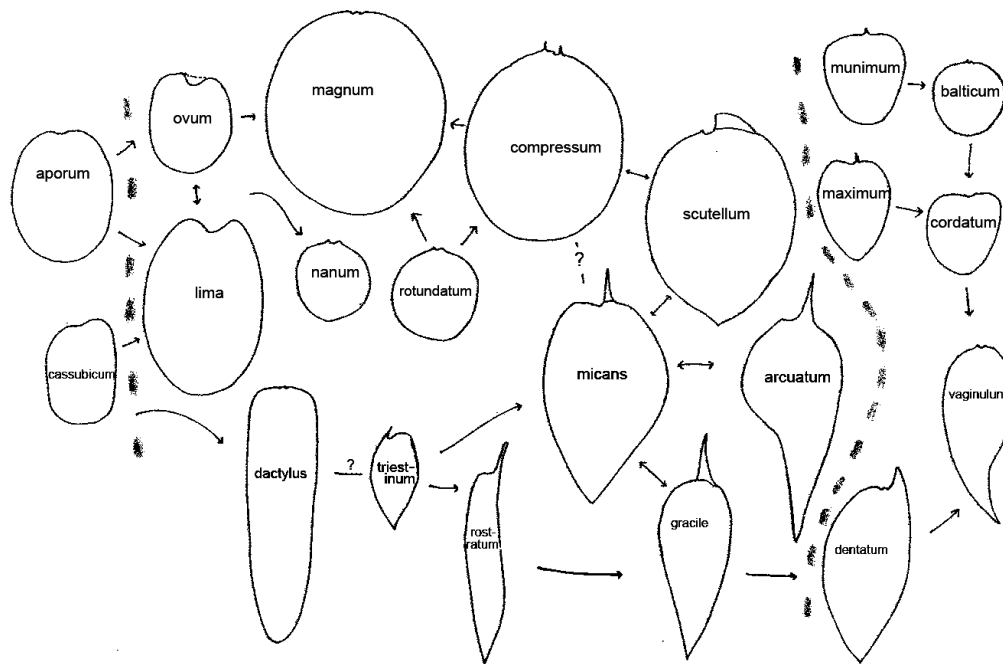 munimum
balticum
magnum
ovum
compressum
aporum
maximum
scutellum
cordatum
nanum
rotundatum
lima
?
cassubicum
micans
arcuatum
vaginulum
dactylus
?
triest-
inum
gracile
rost-
ratum
dentatum